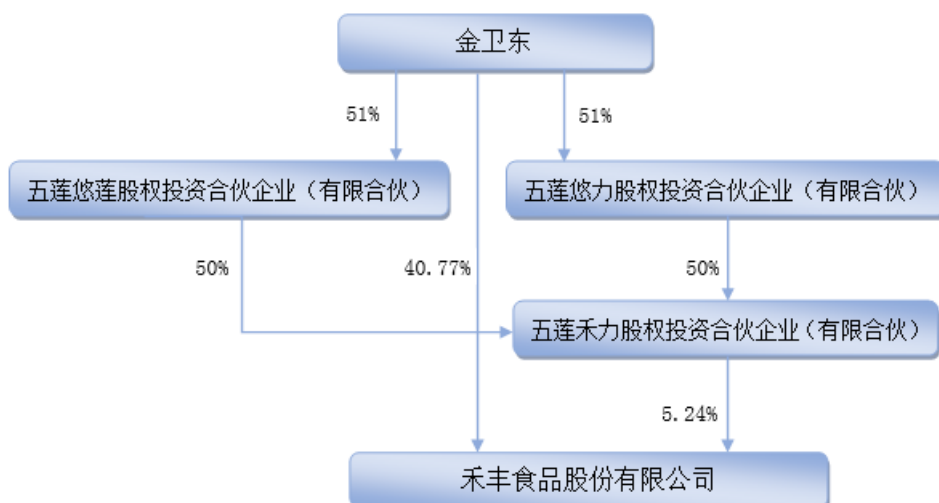 金卫东
51%
51%
五莲悠莲股权投资合伙企业（有限合伙）
五莲悠力股权投资合伙企业（有限合伙）
50%
40.77%
50%
五莲禾力股权投资合伙企业（有限合伙）
5.24%
禾丰食品股份有限公司